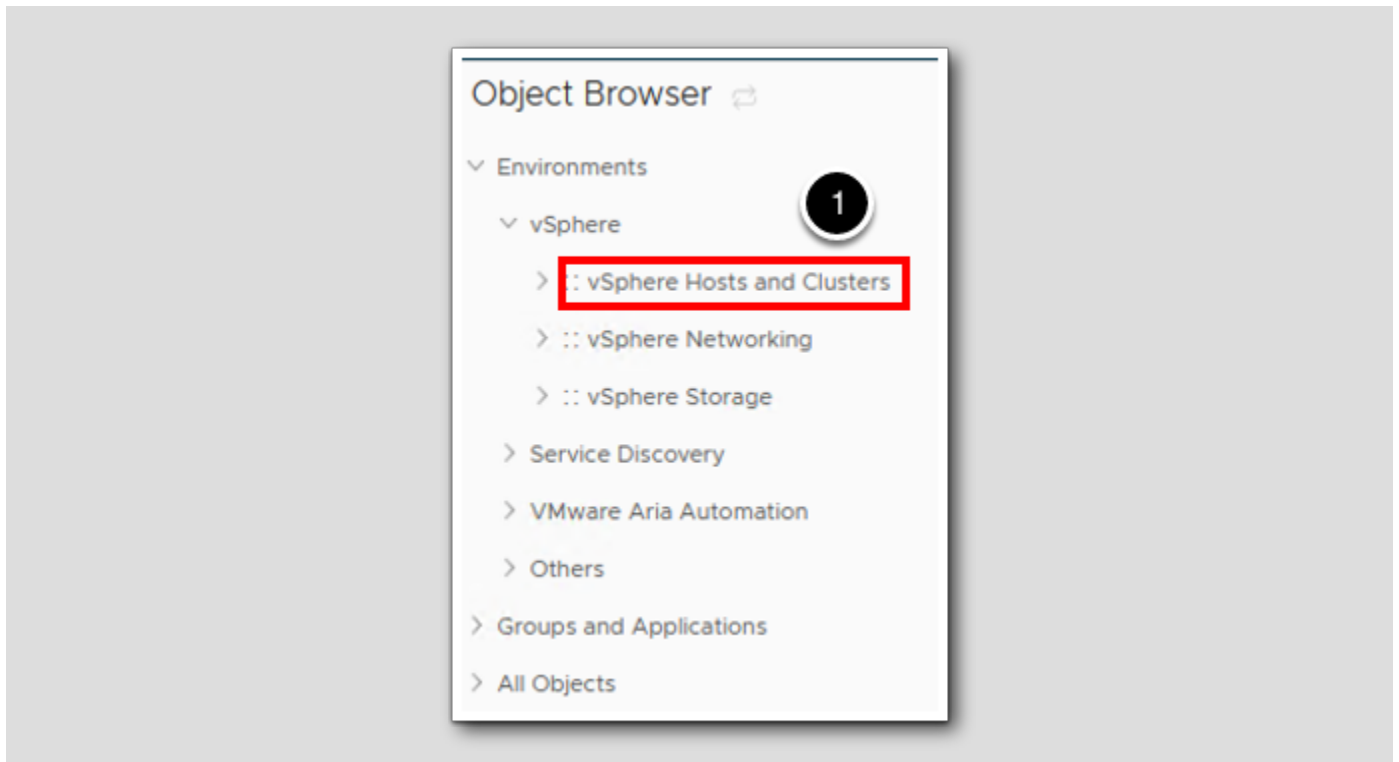 Object Browser
Environments
1
vSphere
vSphere Hosts and Clusters
vSphere Networking
vSphere Storage
Service Discovery
VMware Aria Automation
Others
Groups and Applications
All Objects